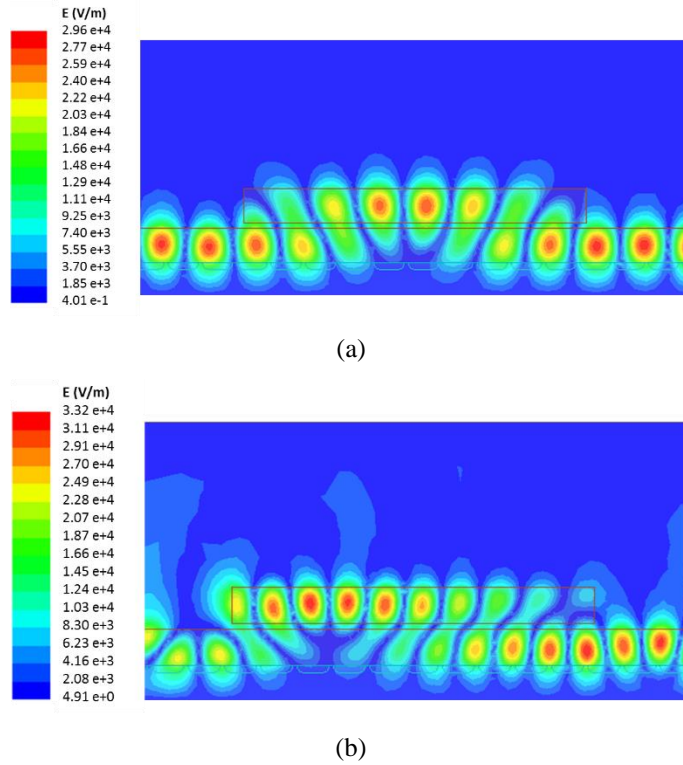 E (V/m)
2.96 e+4
2.77 e+4
2.59 e+4
2.40 e+4
2.22 e+4
2.03 e+4
1.84 e+4
1.66 e+4
1.48 e+4
1.29 e+4
1.11 e+4
9.25 e+3
7.40 e+3
5.55 e+3
3.70 e+3
1.85 e+3
4.01 e-1
(a)
E (V/m)
3.32 e+4
3.11 e+4
2.91 e+4
2.70 e+4
2.49 e+4
2.28 e+4
2.07 e+4
1.87 e+4
1.66 e+4
1.45 e+4
1.24 e+4
1.03 e+4
8.30 e+3
6.23 e+3
4.16 e+3
2.08 e+3
4.91 e+0
(b)